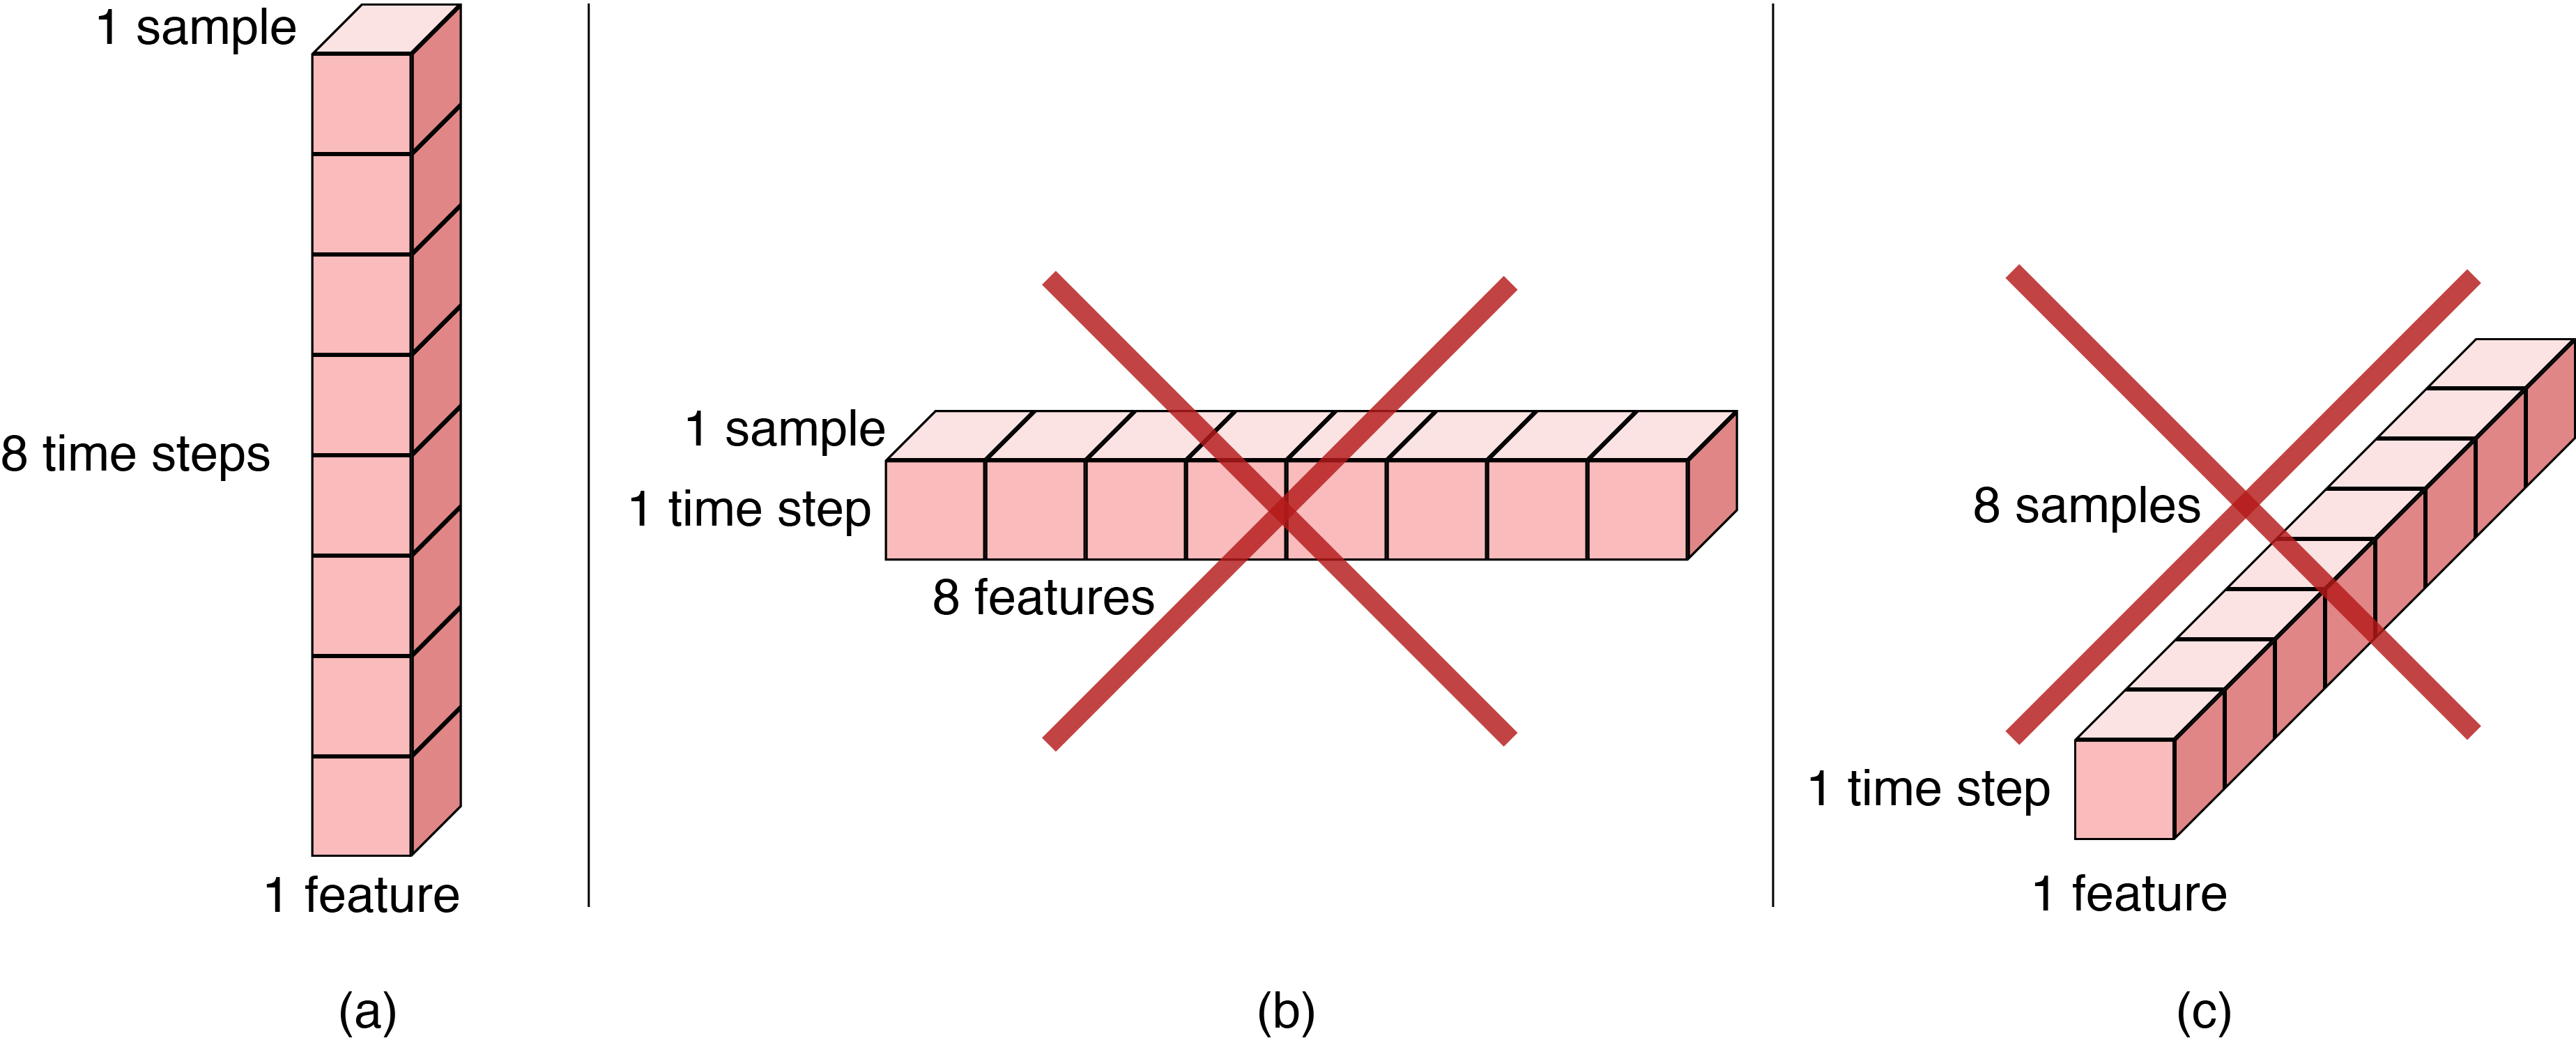 1 sample
8 time steps
1 feature
(a)
1 sample
1 time step
8 features
(b)
8 samples
1 time step
1 feature
(c)